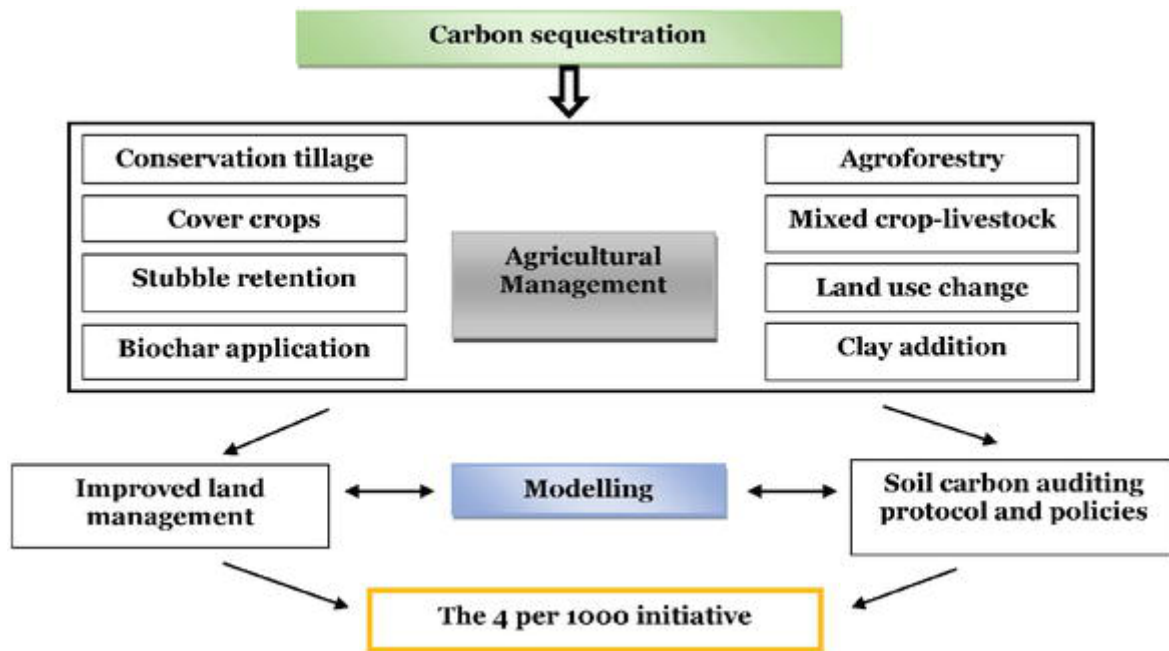 Carbon sequestration
Conservation tillage
Cover crops
Stubble retention
Biochar application
Agricultural
Management
Agroforestry
Mixed crop-livestock
Land use change
Clay addition
Improved land
management
Modelling
Soil carbon auditing
protocol and policies
The 4 per 1000 initiative